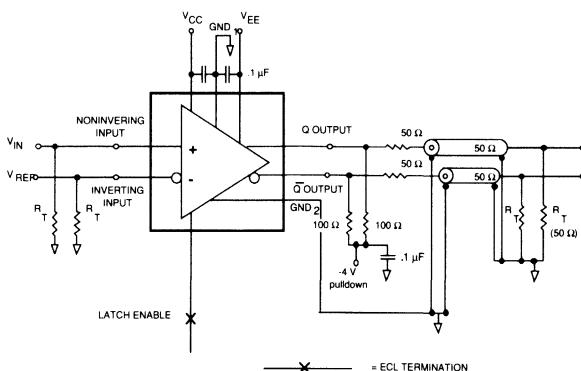 VCC
GND 1
VEE
.1 µF
NONINVERING INPUT
Q OUTPUT
50 Ω
50 Ω
VIN
+
50 Ω
VREF
-
50 Ω
INVERTING INPUT
Q OUTPUT
GND 2
RT
RT
100 Ω
100 Ω
RT
RT
(50 Ω)
.1 µF
-4 V
pulldown
LATCH ENABLE
= ECL TERMINATION